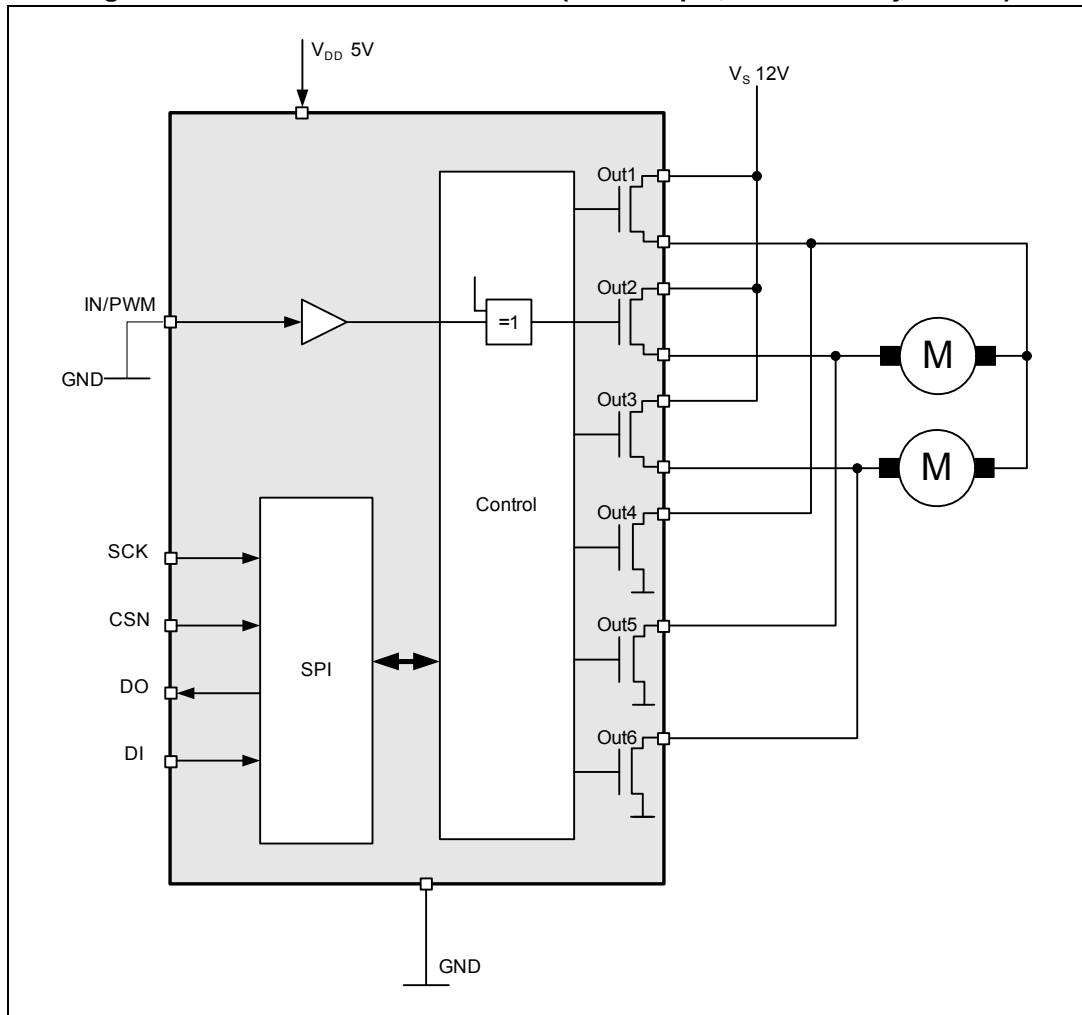 V_DD 5V
V_S 12V
Out1
Out2
IN/PWM
=1
GND
M
Out3
M
Control
Out4
SCK
CSN
Out5
SPI
DO
Out6
DI
GND